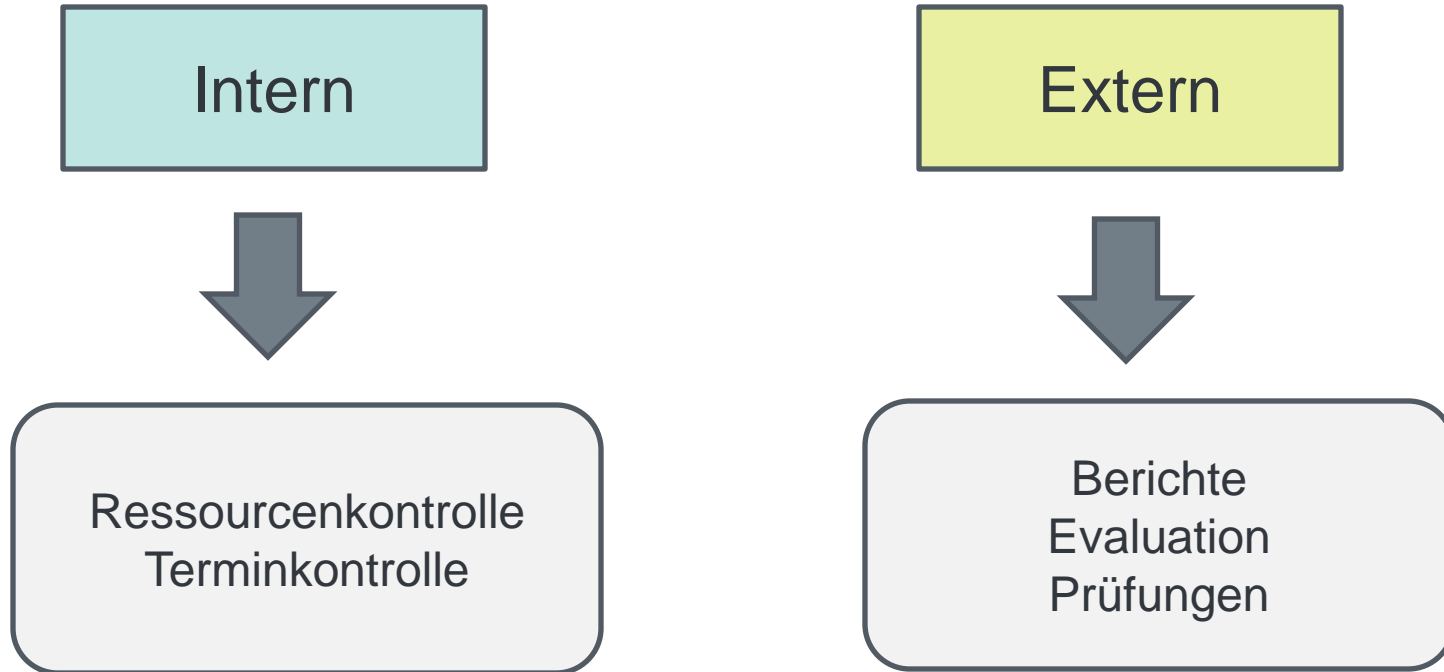 Intern
Extern
Ressourcenkontrolle
Terminkontrolle
Berichte
Evaluation
Prüfungen